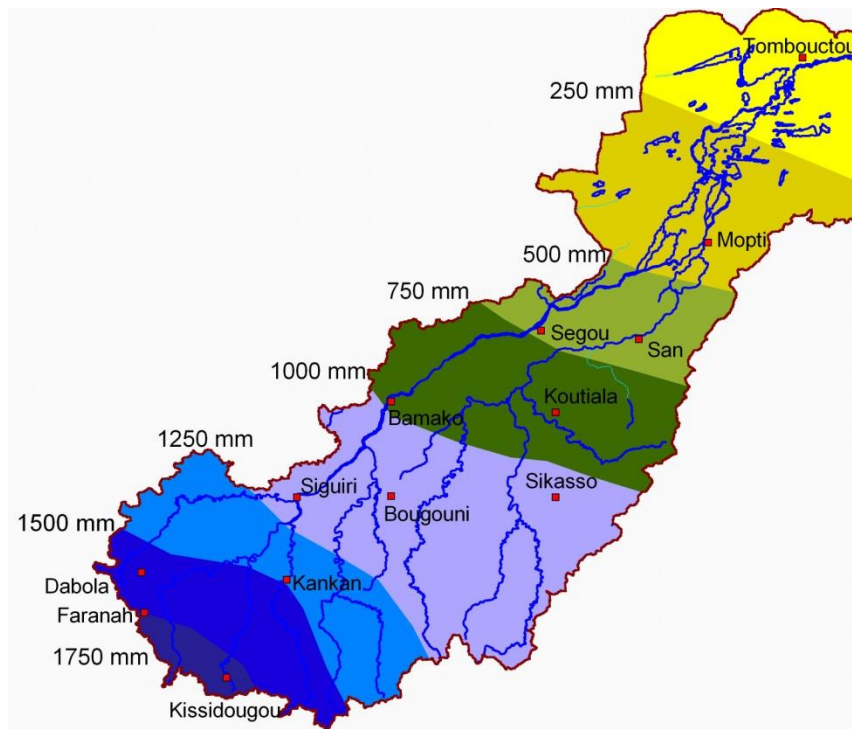 Tombouctou
250 mm
Mopti
500 mm
750 mm
Segou
San
1000 mm
Koutiala
Bamako
1250 mm
Siguiri
Sikasso
Bougouni
1500 mm
Dabola
Kankan
Faranah
1750 mm
Kissidougou